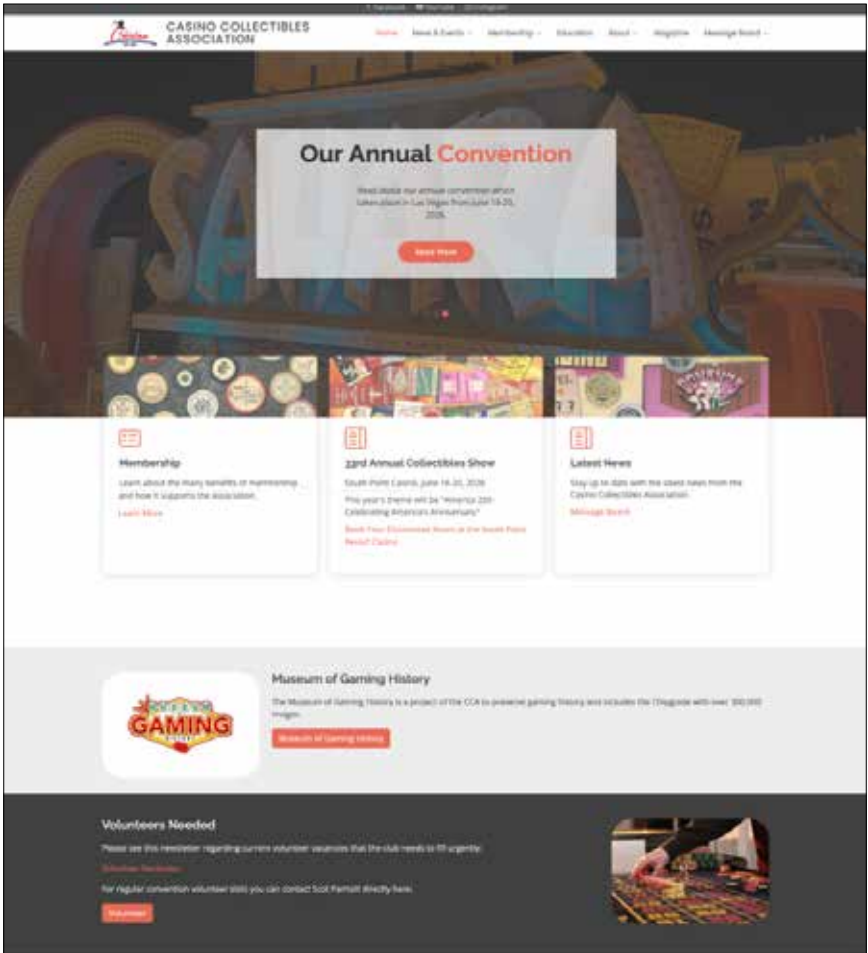 Facebook YouTube Instagram
CASINO COLLECTIBLES
ASSOCIATION
Home News & Events Membership Education About Magazine Message Board
SAHARA
Our Annual Convention
Read about our annual convention which
takes place in Las Vegas from June 18-20,
2026.
Read More
Membership
Learn about the many benefits of membership
and how it supports the Association.
Learn More
33rd Annual Collectibles Show
South Point Casino, June 18-20, 2026
This year's theme will be "America 250:
Celebrating America's Anniversary"
Book Your Discounted Room at the South Point
Resort Casino
Latest News
Stay up to date with the latest news from the
Casino Collectibles Association.
Message Board
GAMING
Museum of Gaming History
The Museum of Gaming History is a project of the CCA to preserve gaming history and includes the ChipGuide with over 300,000
images.
Museum of Gaming History
Volunteers Needed
Please see this newsletter regarding current volunteer vacancies that the club needs to fill urgently.
Volunteer Newsletter
For regular convention volunteer slots you can contact Scot directly here.
Volunteer